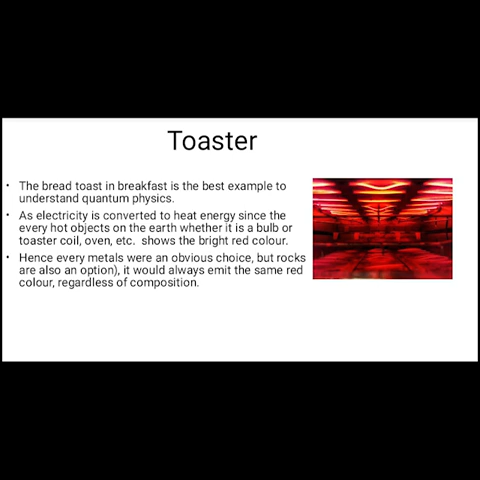 Toaster
• The bread toast in breakfast is the best example to
understand quantum physics.
• As electricity is converted to heat energy since the
every hot objects on the earth whether it is a bulb or
toaster coil, oven, etc.  shows the bright red colour.
• Hence every metals were an obvious choice, but rocks
are also an option), it would always emit the same red
colour, regardless of composition.